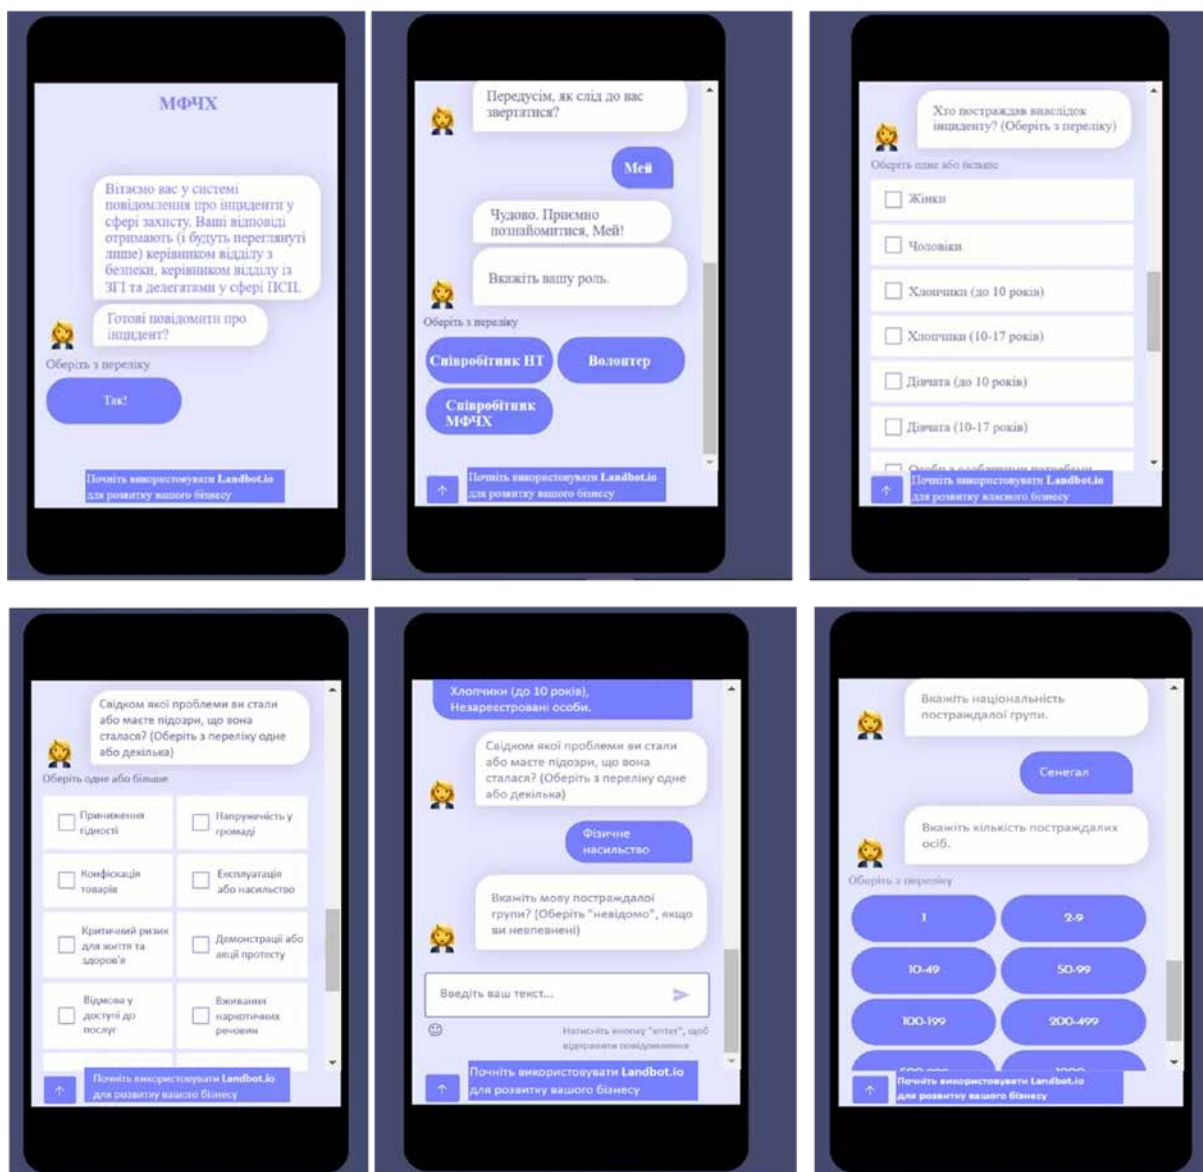 МФЧХ
Вітаємо вас у системі
повідомлення про інциденти у
сфері захисту. Ваші відповіді
отримають (і будуть переглянуті
лише) керівником відділу з
безпеки, керівником відділу із
ЗГІ та делегатами у сфері ПСП.
Готові повідомити про
інцидент?
Оберіть з переліку
Так!
Почніть використовувати Landbot.io
для розвитку вашого бізнесу
Передусім, як слід до вас
звертатися?
Мей
Чудово. Приємно
познайомитися, Мей!
Вкажіть вашу роль.
Оберіть з переліку
Співробітник НТ
Волонтер
Співробітник
МФЧХ
Почніть використовувати Landbot.io
для розвитку вашого бізнесу
Хто постраждав внаслідок
інциденту? (Оберіть з переліку)
Оберіть одне або більше
Жінки
Чоловіки
Хлопчики (до 10 років)
Хлопчики (10-17 років)
Дівчата (до 10 років)
Дівчата (10-17 років)
Особи з особливими потребами
Почніть використовувати Landbot.io
для розвитку власного бізнесу
Свідком якої проблеми ви стали
або маєте підозри, що вона
сталася? (Оберіть з переліку одне
або декілька)
Оберіть одне або більше
Приниження
гідності
Напруженість у
громаді
Конфіскація
товарів
Експлуатація
або насильство
Критичний ризик
для життя та
здоров'я
Демонстрації або
акції протесту
Відмова у
доступі до
послуг
Вживання
наркотичних
речовин
Почніть використовувати Landbot.io
для розвитку вашого бізнесу
Хлопчики (до 10 років),
Незареєстровані особи.
Свідком якої проблеми ви стали
або маєте підозри, що вона
сталася? (Оберіть з переліку одне
або декілька)
Фізичне
насильство
Вкажіть мову постраждалої
групи? (Оберіть "невідомо", якщо
ви невпевнені)
Введіть ваш текст...
Натисніть кнопку "enter", щоб
відправити повідомлення
Почніть використовувати Landbot.io
для розвитку вашого бізнесу
Вкажіть національність
постраждалої групи.
Сенегал
Вкажіть кількість постраждалих
осіб.
Оберіть з переліку
1
2-9
10-49
50-99
100-199
200-499
Почніть використовувати Landbot.io
для розвитку вашого бізнесу